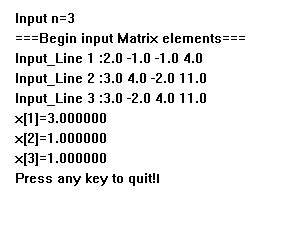 Input n=3
===Begin input Matrix elements===
Input_Line 1 :2.0 -1.0 -1.0 4.0
Input_Line 2 :3.0 4.0 -2.0 11.0
Input_Line 3 :3.0 -2.0 4.0 11.0
x[1]=3.000000
x[2]=1.000000
x[3]=1.000000
Press any key to quit!